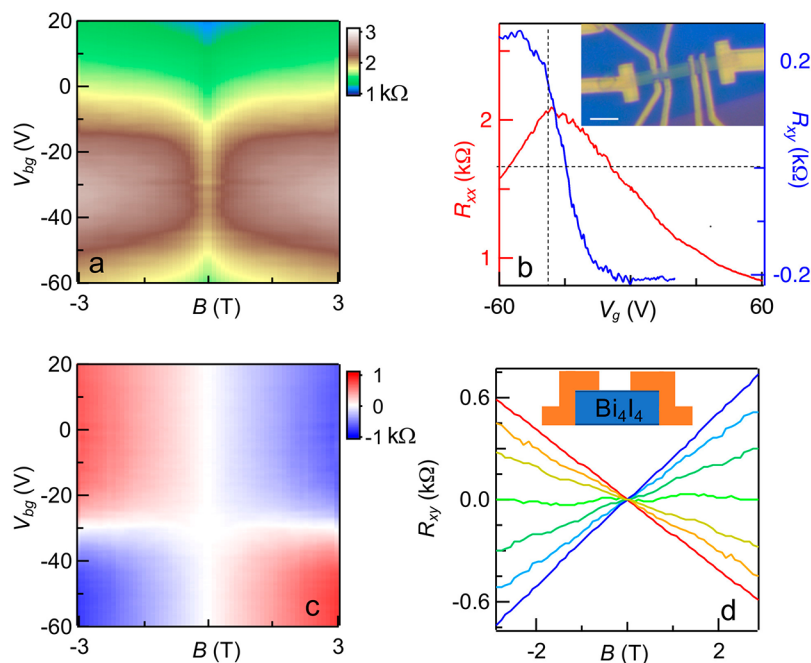 20
0
-20
-40
-60
V_bg (V)
a
-3
3
B (T)
3
2
1 kΩ
2
1
R_xx (kΩ)
b
0.2
-0.2
R_xy (kΩ)
-60
60
V_g (V)
20
0
-20
-40
-60
V_bg (V)
c
-3
3
B (T)
1
0
-1 kΩ
0.6
0.0
-0.6
R_xy (kΩ)
Bi₄I₄
d
-2
2
B (T)